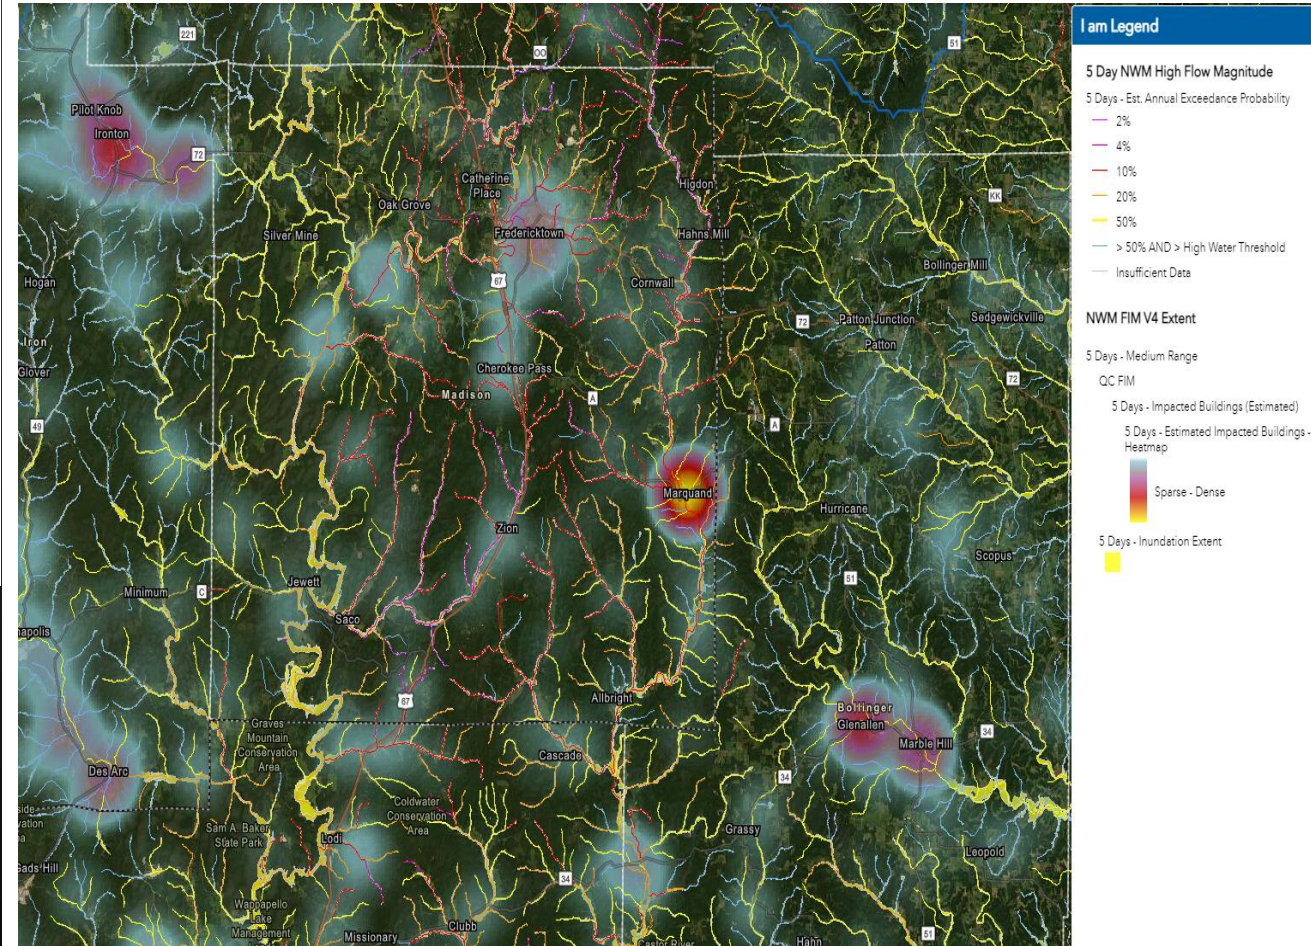 221
OO
51
Pilot Knob
Ironton
72
Catherine
Place
Higdon
KK
Oak Grove
Silver Mine
Fredericktown
Hahns Mill
Hogan
67
Cornwall
Bollinger Mill
Iron
72
Patton Junction
Sedgewickville
Patton
Glover
Cherokee Pass
72
Madison
A
49
A
Marquand
Hurricane
Zion
Scopus
51
Jewett
Minimum
C
Saco
napolis
Allbright
67
Bollinger
Graves
Mountain
Conservation
Area
Glenallen
34
Marble Hill
Cascade
Des Arc
34
Coldwater
Conservation
Area
side
vation
Sam A. Baker
State Park
Lodi
Grassy
Leopold
Gads Hill
34
Wappapello
Lake
Management
Clubb
51
Missionary
Castor River
Hahn
I am Legend
5 Day NWM High Flow Magnitude
5 Days - Est. Annual Exceedance Probability
2%
4%
10%
20%
50%
> 50% AND > High Water Threshold
Insufficient Data
NWM FIM V4 Extent
5 Days - Medium Range
QC FIM
5 Days - Impacted Buildings (Estimated)
5 Days - Estimated Impacted Buildings -
Heatmap
Sparse - Dense
5 Days - Inundation Extent